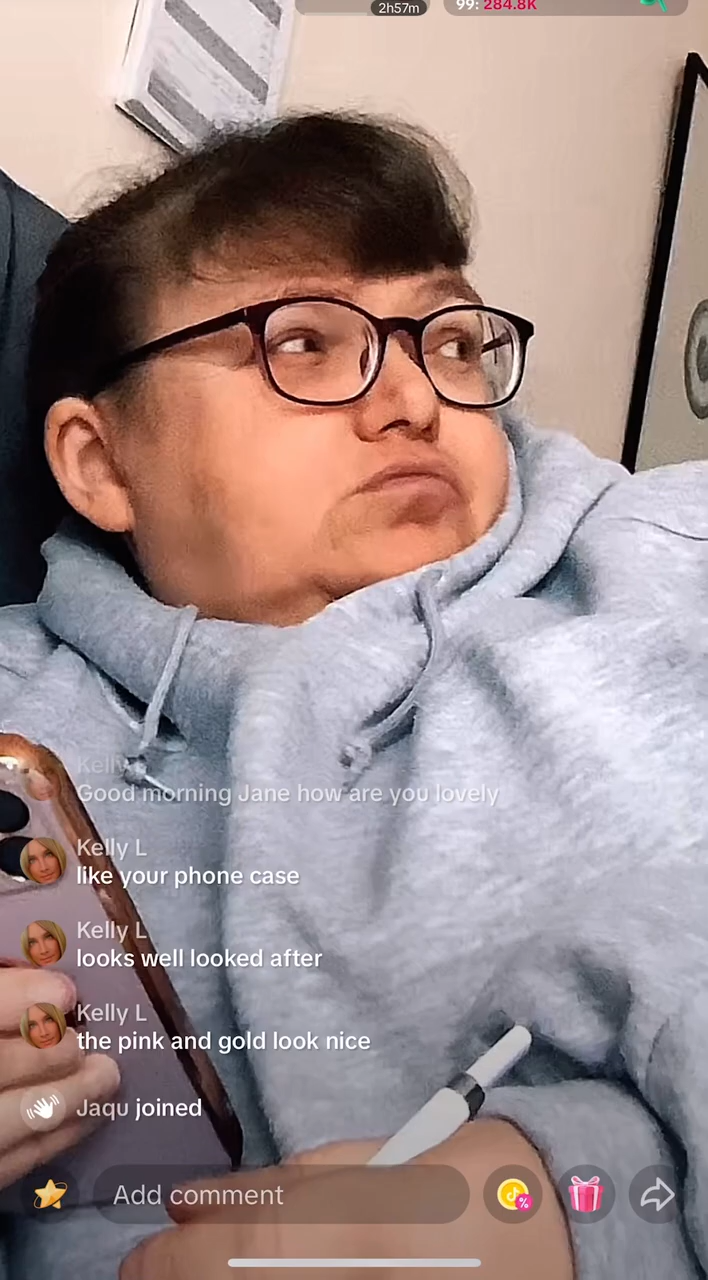 2h57m
99: 284.8K
Kelly L
Good morning Jane how are you lovely
Kelly L
like your phone case
Kelly L
looks well looked after
Kelly L
the pink and gold look nice
Jaqu joined
Add comment